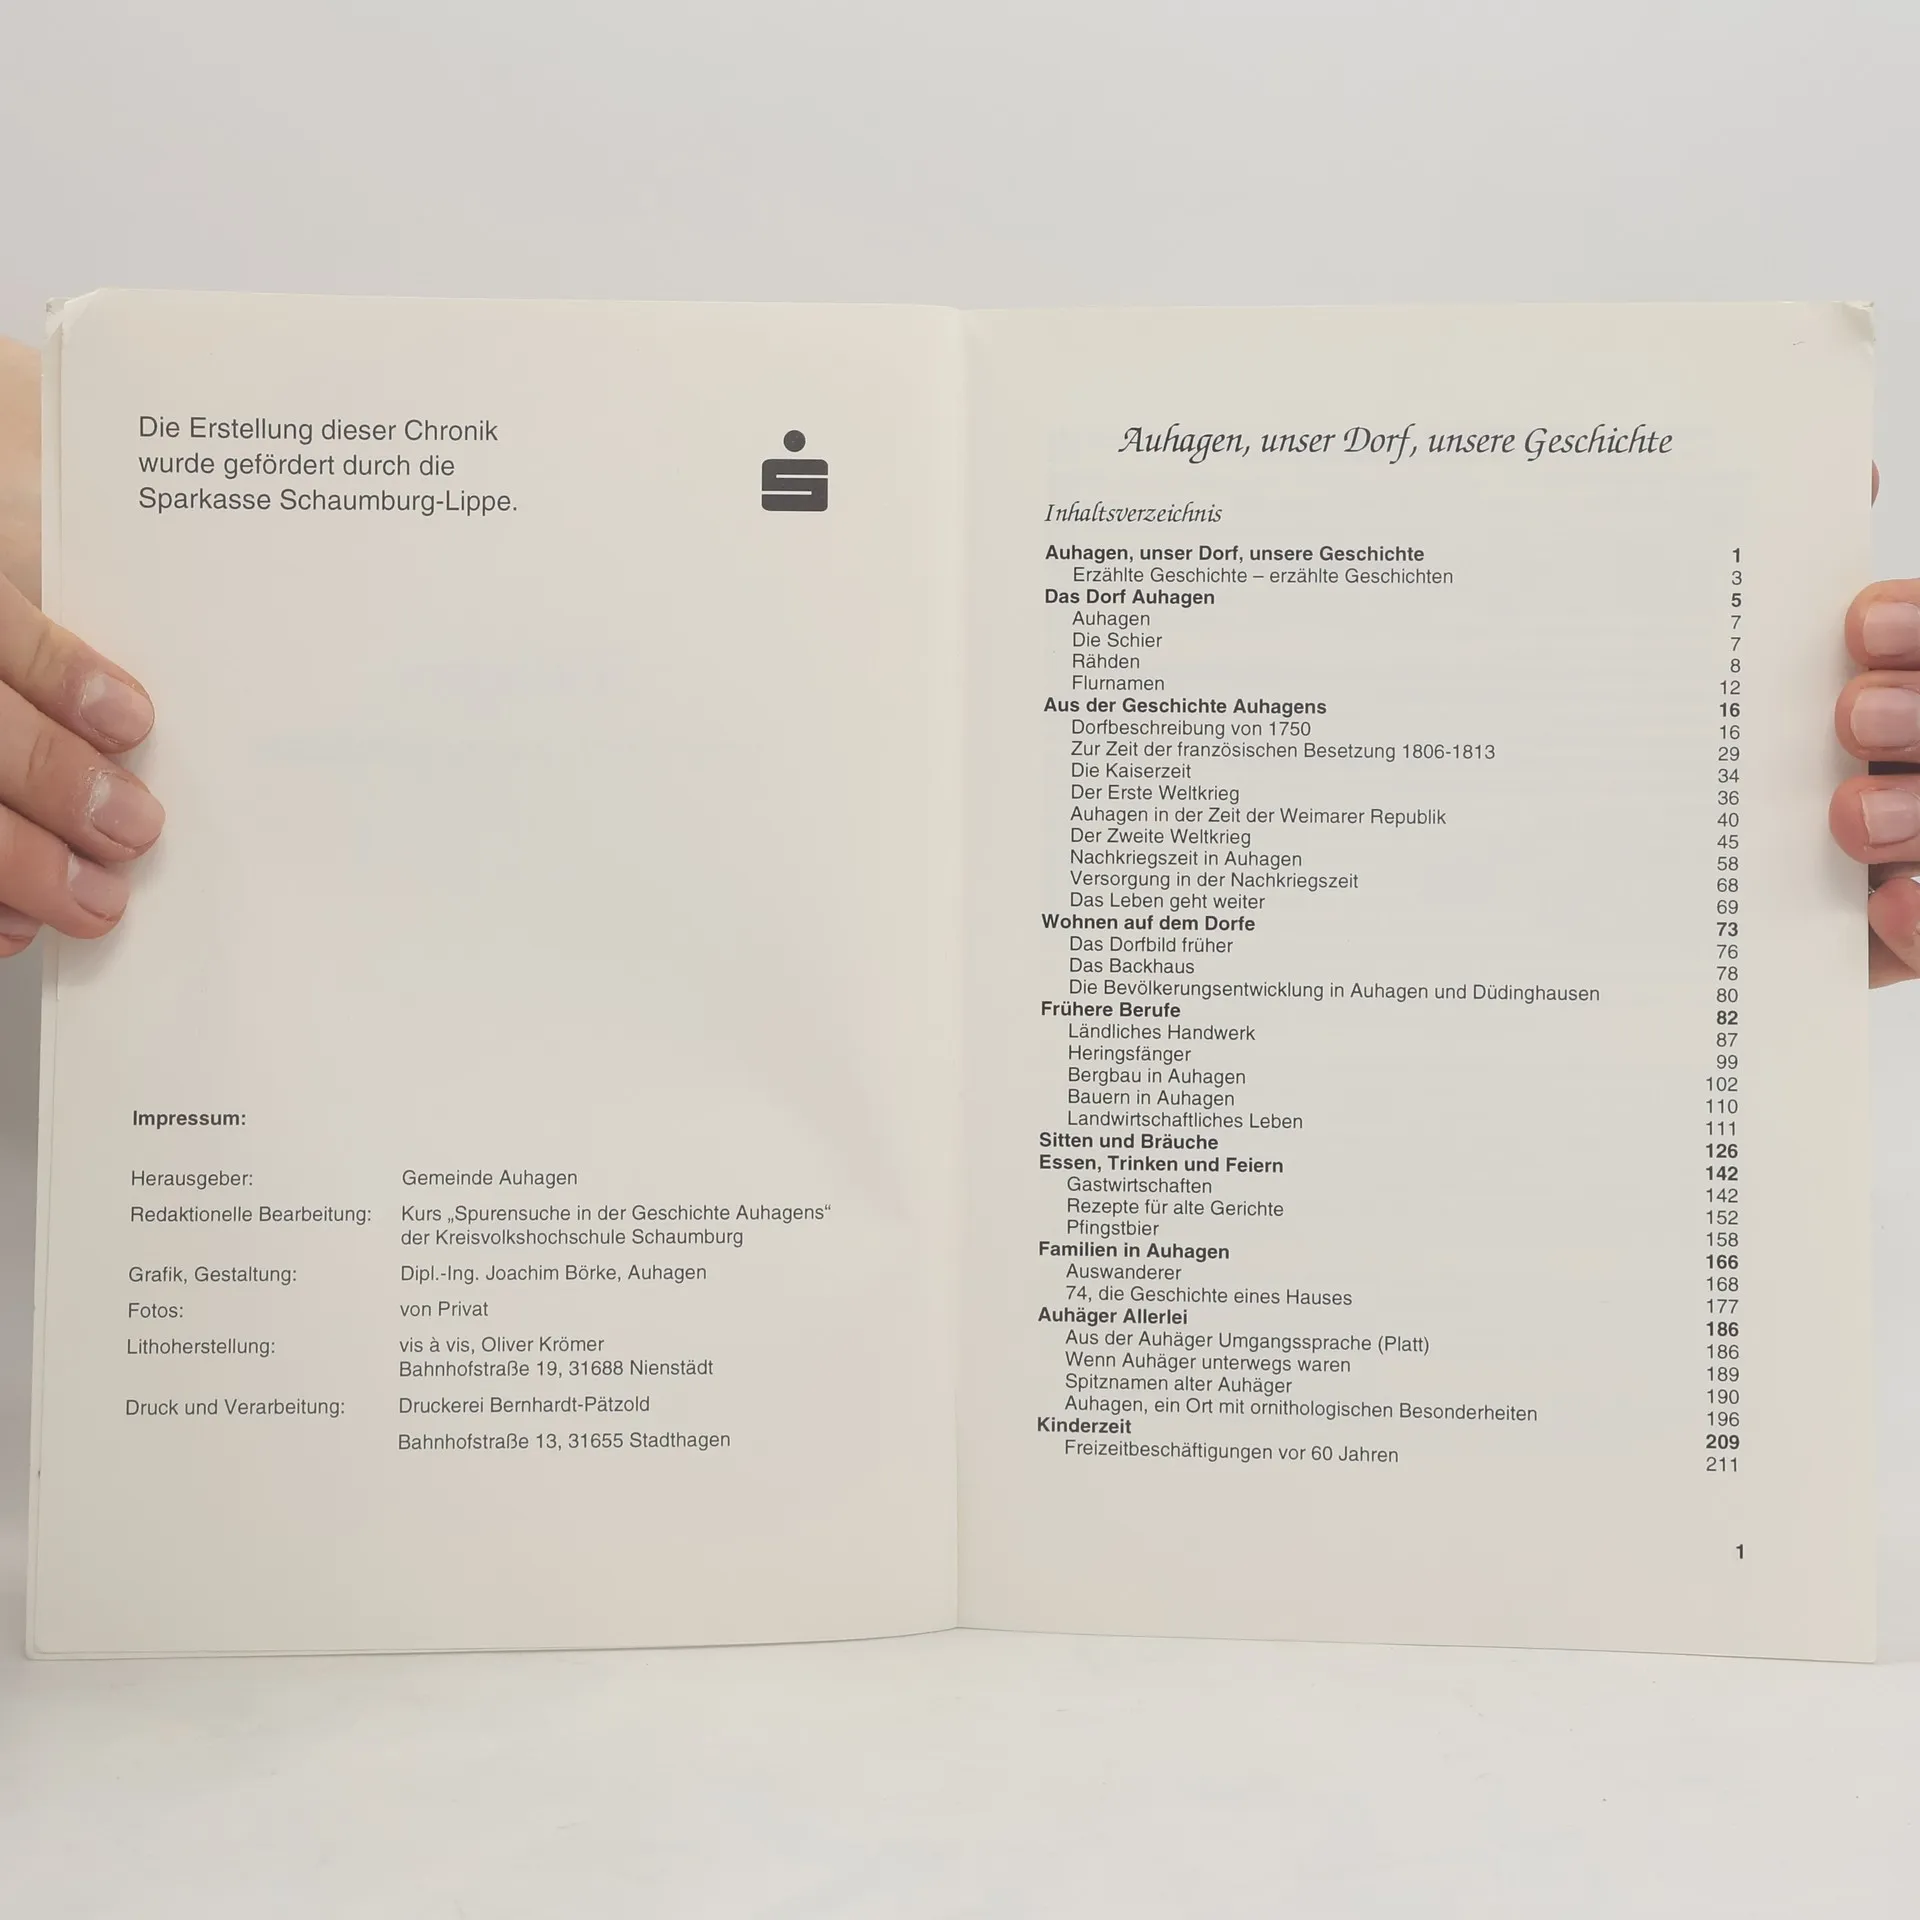 Die Erstellung dieser Chronik
wurde gefördert durch die
Sparkasse Schaumburg-Lippe.
Impressum:
Herausgeber: Gemeinde Auhagen
Redaktionelle Bearbeitung: Kurs „Spurensuche in der Geschichte Auhagens“
der Kreisvolkshochschule Schaumburg
Grafik, Gestaltung: Dipl.-Ing. Joachim Börke, Auhagen
Fotos: von Privat
Lithoherstellung: vis à vis, Oliver Krömer
Bahnhofstraße 19, 31688 Nienstädt
Druck und Verarbeitung: Druckerei Bernhardt-Pätzold
Bahnhofstraße 13, 31655 Stadthagen
Auhagen, unser Dorf, unsere Geschichte
Inhaltsverzeichnis
Auhagen, unser Dorf, unsere Geschichte 1
Erzählte Geschichte – erzählte Geschichten 3
Das Dorf Auhagen 5
Auhagen 7
Die Schier 7
Rähden 8
Flurnamen 12
Aus der Geschichte Auhagens 16
Dorfbeschreibung von 1750 16
Zur Zeit der französischen Besetzung 1806-1813 29
Die Kaiserzeit 34
Der Erste Weltkrieg 36
Auhagen in der Zeit der Weimarer Republik 40
Der Zweite Weltkrieg 45
Nachkriegszeit in Auhagen 58
Versorgung in der Nachkriegszeit 68
Das Leben geht weiter 69
Wohnen auf dem Dorfe 73
Das Dorfbild früher 76
Das Backhaus 78
Die Bevölkerungsentwicklung in Auhagen und Düdinghausen 80
Frühere Berufe 82
Ländliches Handwerk 87
Heringsfänger 99
Bergbau in Auhagen 102
Bauern in Auhagen 110
Landwirtschaftliches Leben 111
Sitten und Bräuche 126
Essen, Trinken und Feiern 142
Gastwirtschaften 142
Rezepte für alte Gerichte 152
Pfingstbier 158
Familien in Auhagen 166
Auswanderer 168
74, die Geschichte eines Hauses 177
Auhäger Allerlei 186
Aus der Auhäger Umgangssprache (Platt) 186
Wenn Auhäger unterwegs waren 189
Spitznamen alter Auhäger 190
Auhagen, ein Ort mit ornithologischen Besonderheiten 196
Kinderzeit 209
Freizeitbeschäftigungen vor 60 Jahren 211
1